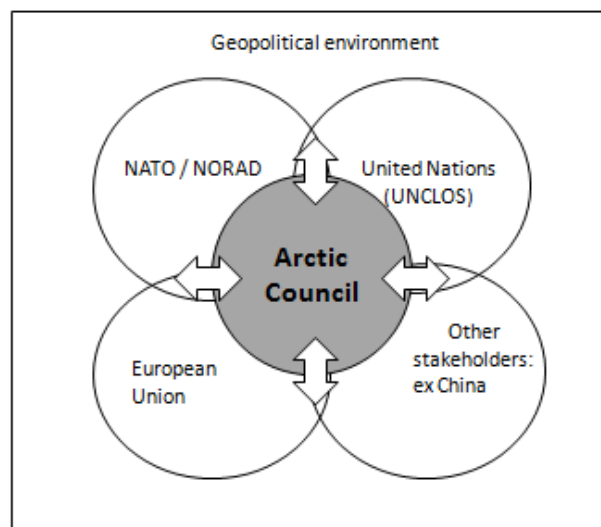 Geopolitical environment
NATO / NORAD
United Nations
(UNCLOS)
Arctic
Council
European
Union
Other
stakeholders:
ex China